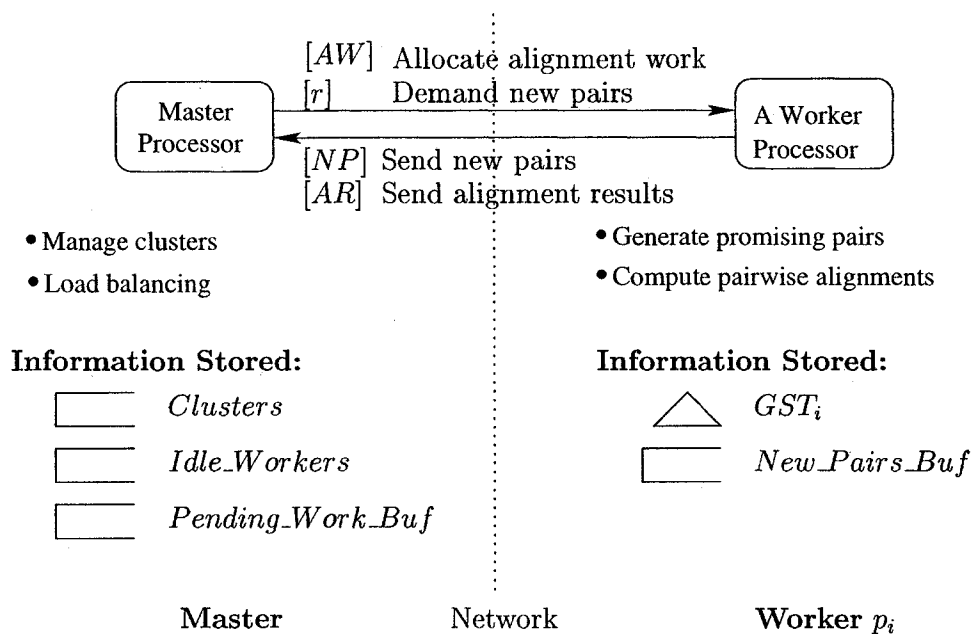 [AW] Allocate alignment work
[r] Demand new pairs
Master
Processor
A Worker
Processor
[NP] Send new pairs
[AR] Send alignment results
• Manage clusters
• Load balancing
• Generate promising pairs
• Compute pairwise alignments
Information Stored:
Clusters
Idle_Workers
Pending_Work_Buf
Information Stored:
GST_i
New_Pairs_Buf
Master
Network
Worker p_i